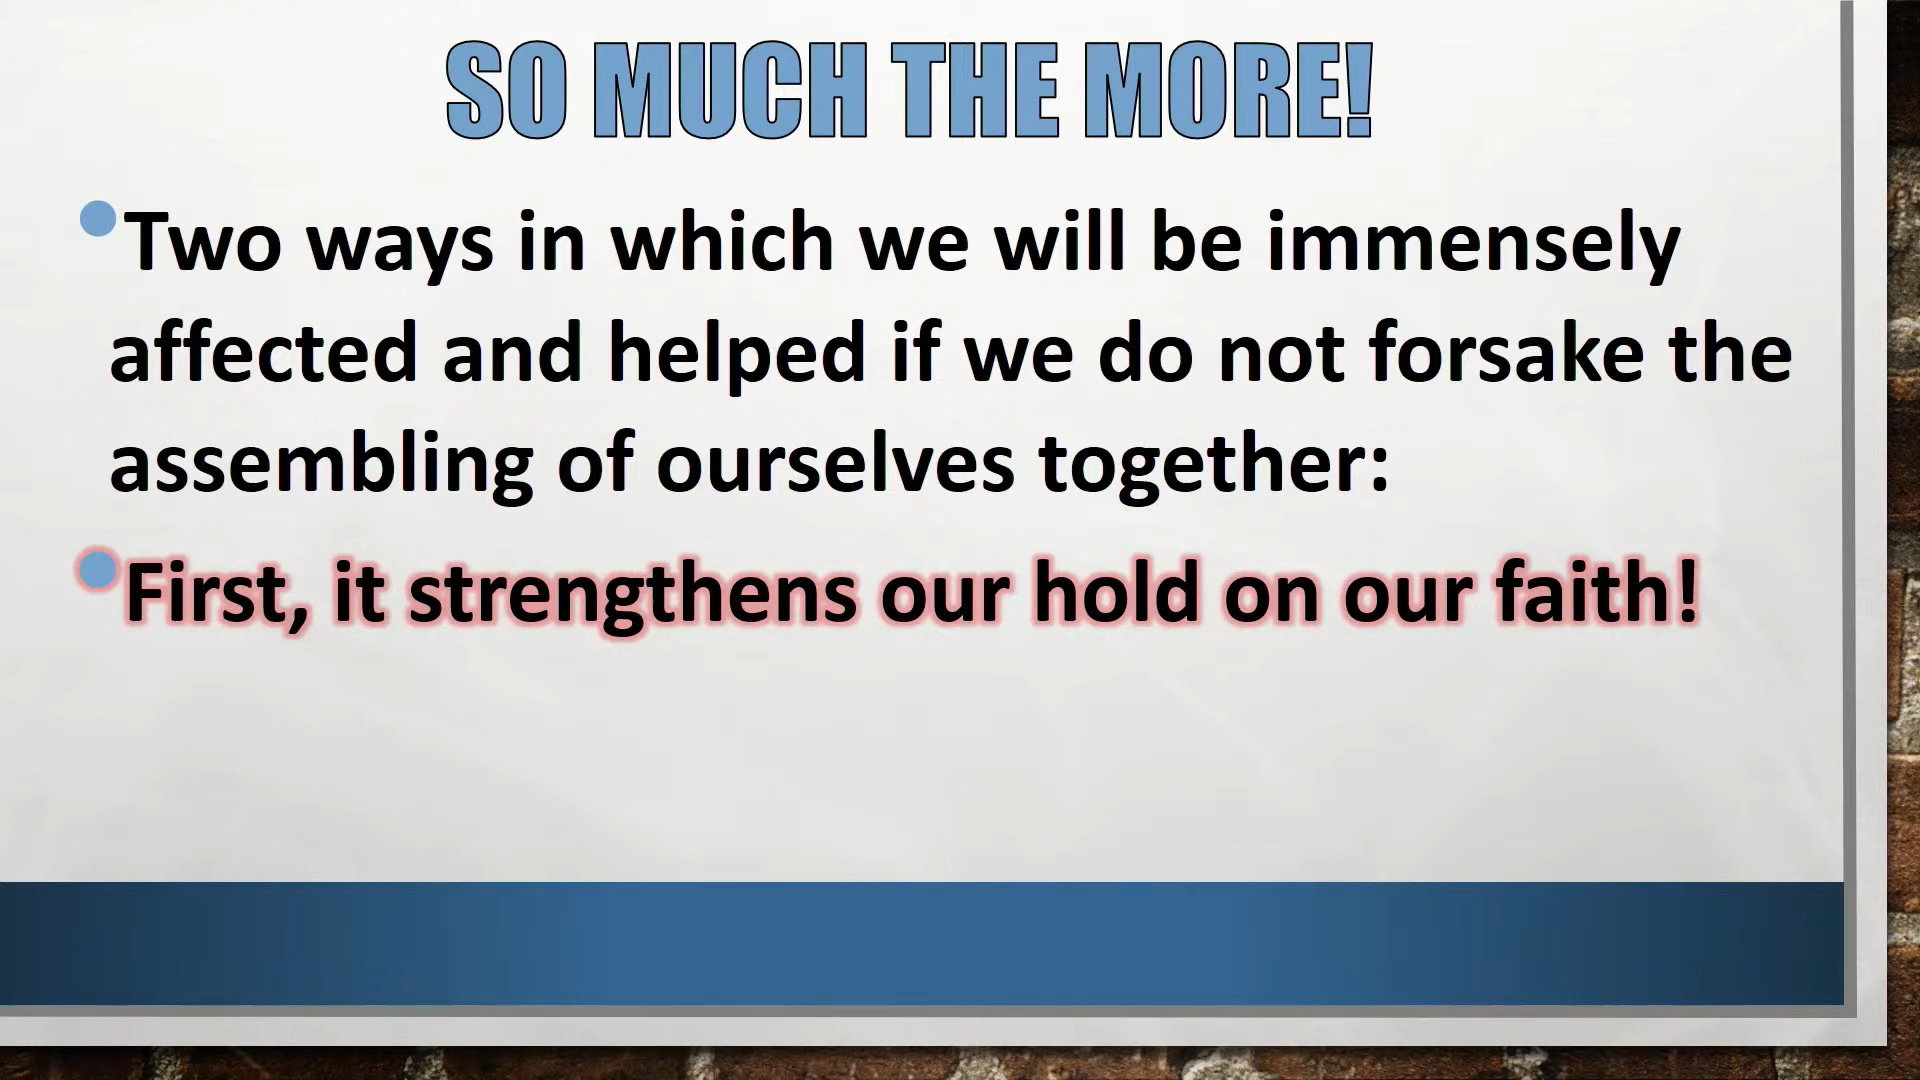 SO MUCH THE MORE!
Two ways in which we will be immensely
affected and helped if we do not forsake the
assembling of ourselves together:
First, it strengthens our hold on our faith!